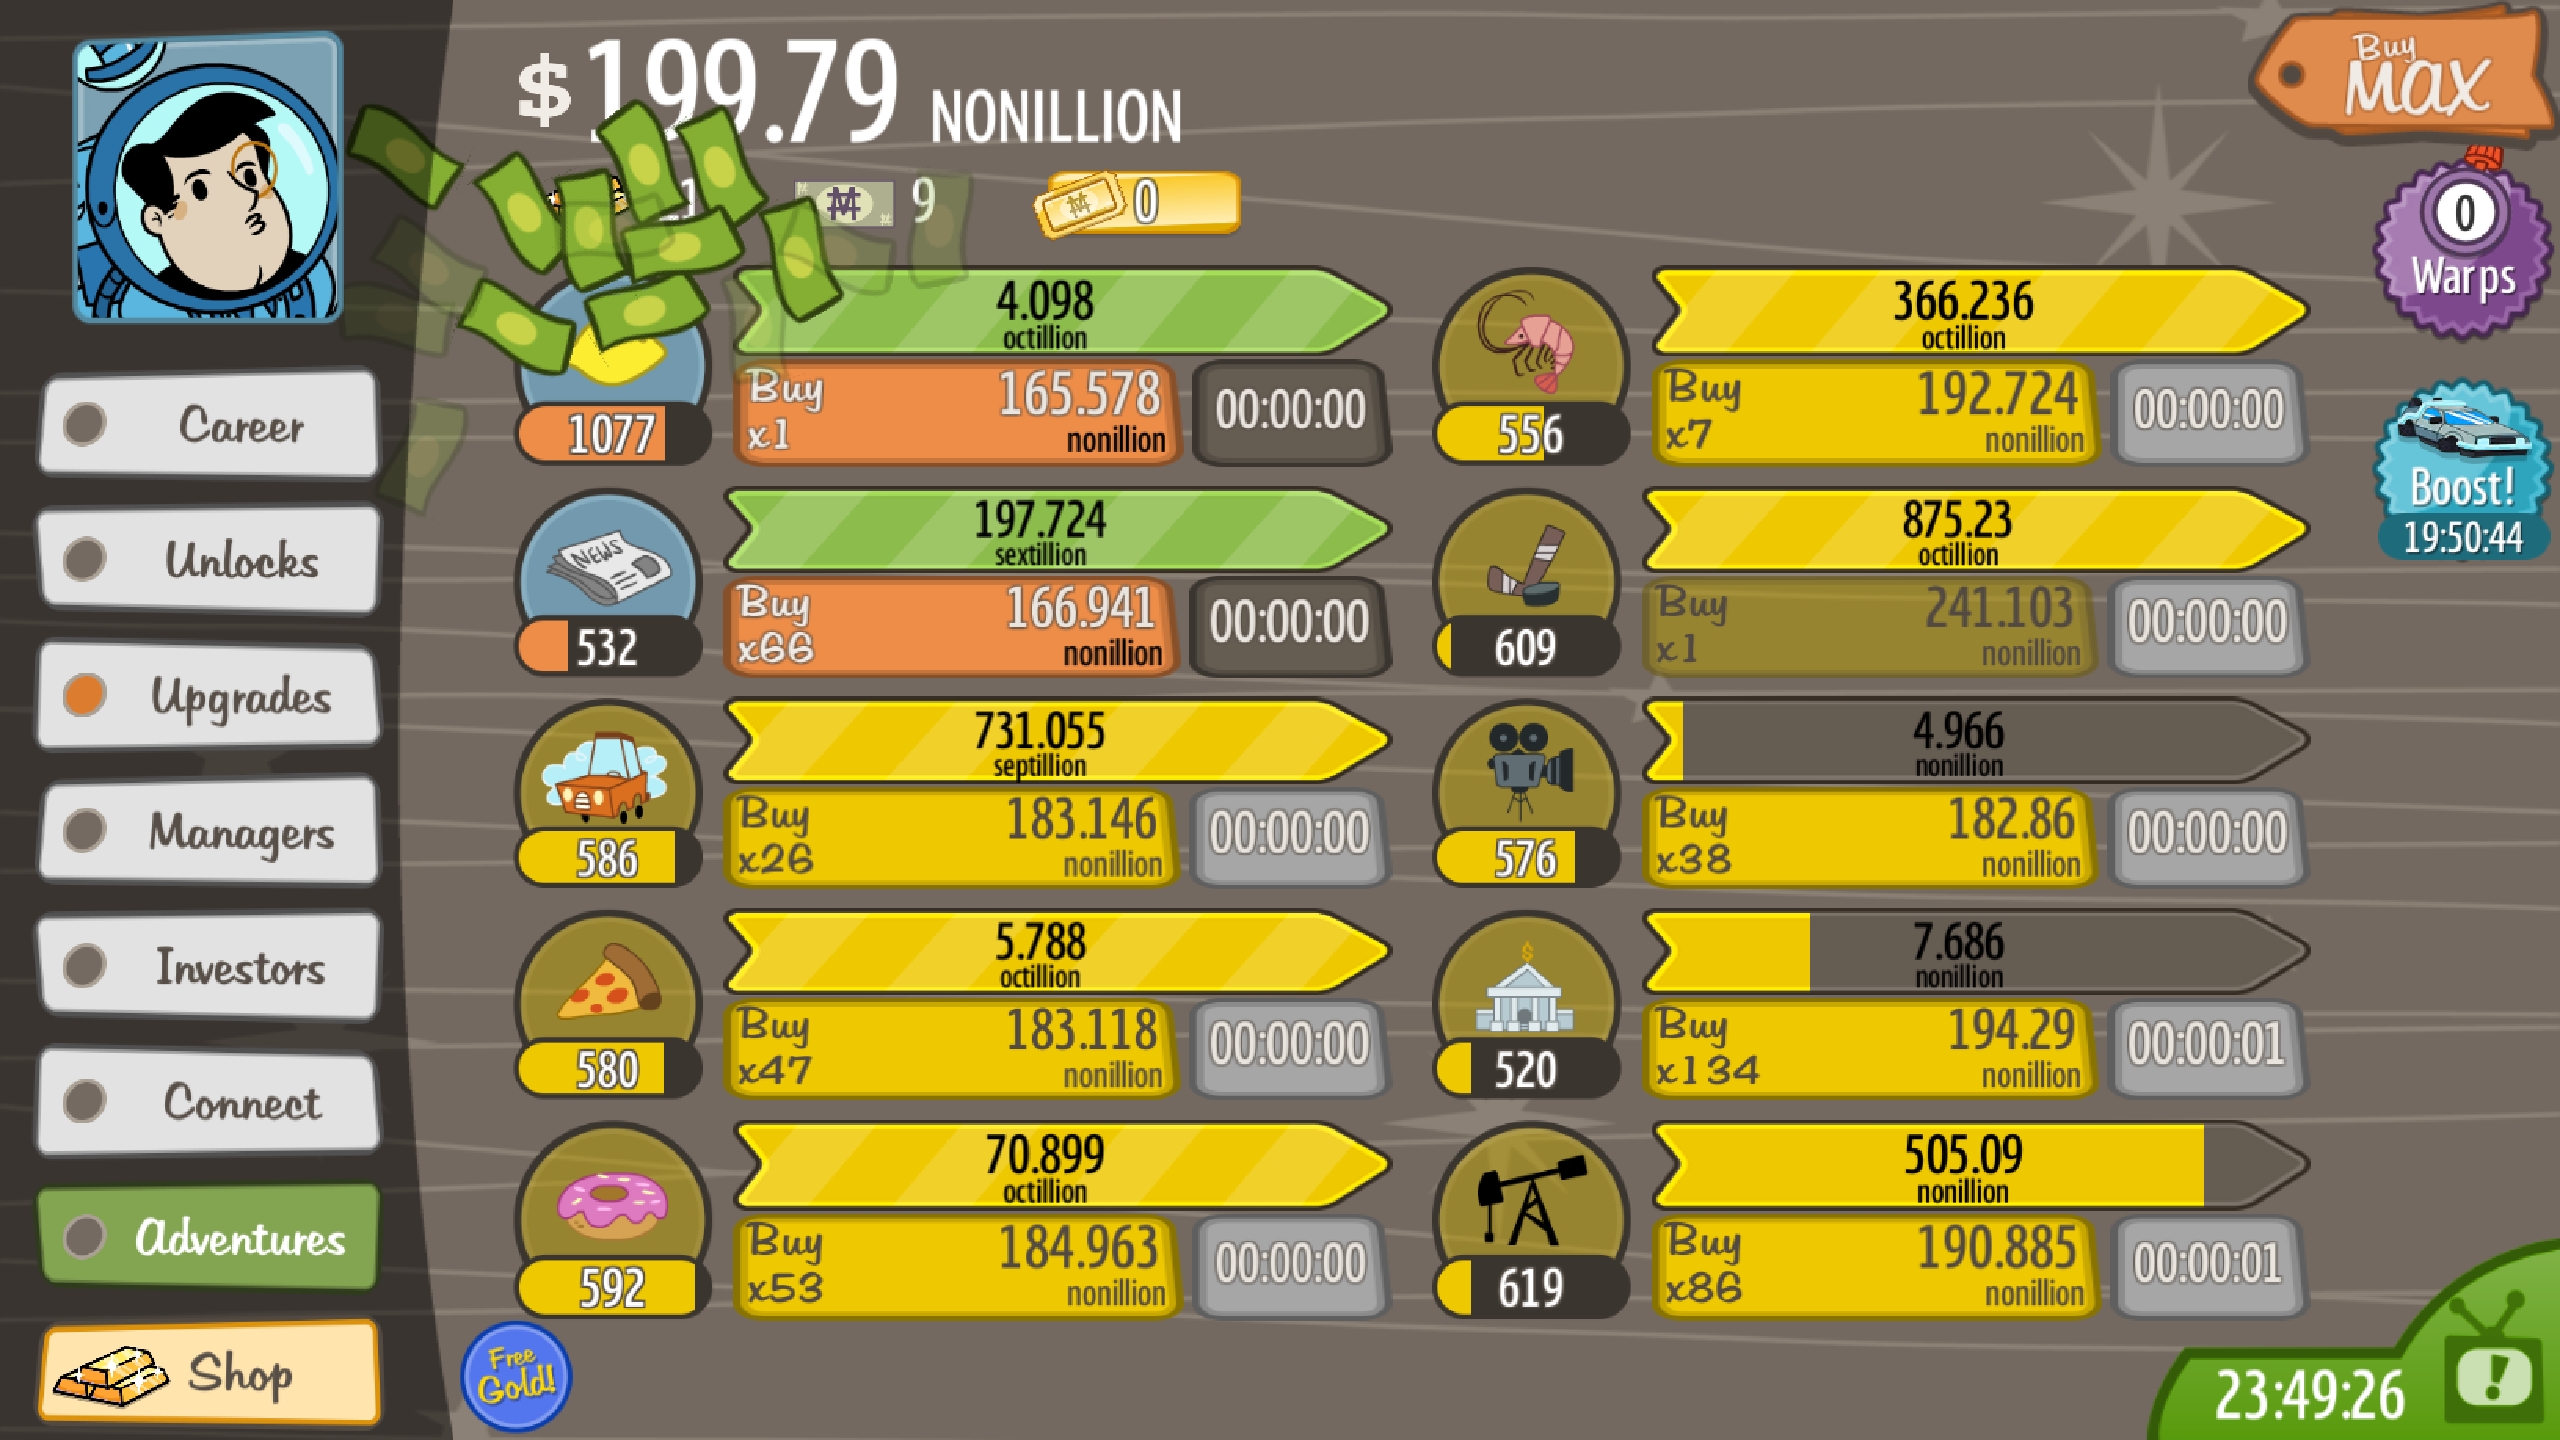 $199.79 NONILLION
Buy
MAX
1
9
0
0
Warps
Boost!
19:50:44
Career
Unlocks
Upgrades
Managers
Investors
Connect
Adventures
Shop
4.098
octillion
1077
Buy
x1
165.578
nonillion
00:00:00
NEWS
197.724
sextillion
532
Buy
x66
166.941
nonillion
00:00:00
731.055
septillion
586
Buy
x26
183.146
nonillion
00:00:00
5.788
octillion
580
Buy
x47
183.118
nonillion
00:00:00
70.899
octillion
592
Buy
x53
184.963
nonillion
00:00:00
366.236
octillion
556
Buy
x7
192.724
nonillion
00:00:00
875.23
octillion
609
Buy
x1
241.103
nonillion
00:00:00
4.966
nonillion
576
Buy
x38
182.86
nonillion
00:00:00
7.686
nonillion
520
Buy
x134
194.29
nonillion
00:00:01
505.09
nonillion
619
Buy
x86
190.885
nonillion
00:00:01
Free
Gold!
23:49:26